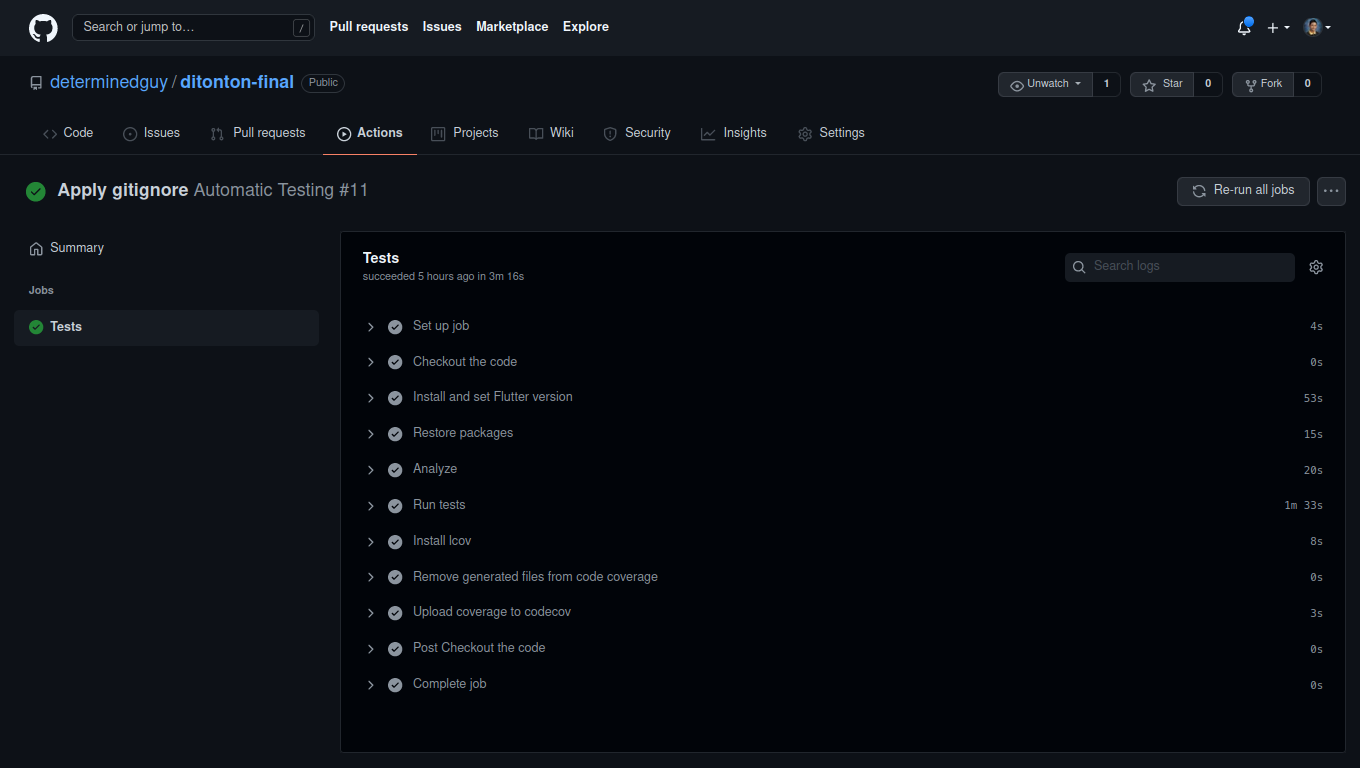 Search or jump to... / Pull requests Issues Marketplace Explore
determinedguy / ditonton-final Public Unwatch 1 Star 0 Fork 0
Code Issues Pull requests Actions Projects Wiki Security Insights Settings
Apply gitignore Automatic Testing #11 Re-run all jobs
Summary
Jobs
Tests
Tests
succeeded 5 hours ago in 3m 16s
Search logs
Set up job 4s
Checkout the code 0s
Install and set Flutter version 53s
Restore packages 15s
Analyze 20s
Run tests 1m 33s
Install lcov 8s
Remove generated files from code coverage 0s
Upload coverage to codecov 3s
Post Checkout the code 0s
Complete job 0s